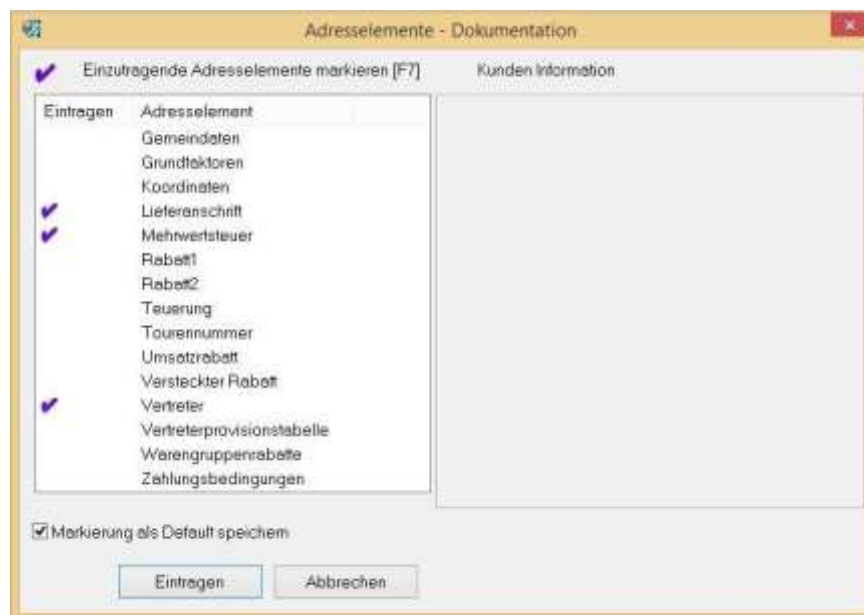 Adresselemente - Dokumentation
Einzutragende Adresselemente markieren [F7]
Kunden Information
Eintragen Adresselement
Gemeindaten
Grundfaktoren
Koordinaten
Lieferanschrift
Mehrwertsteuer
Rabatt1
Rabatt2
Teuerung
Tourennummer
Umsatzrabatt
Versteckter Rabatt
Vertreter
Vertreterprovisionstabelle
Warengruppenrabatte
Zahlungsbedingungen
Markierung als Default speichern
Eintragen Abbrechen